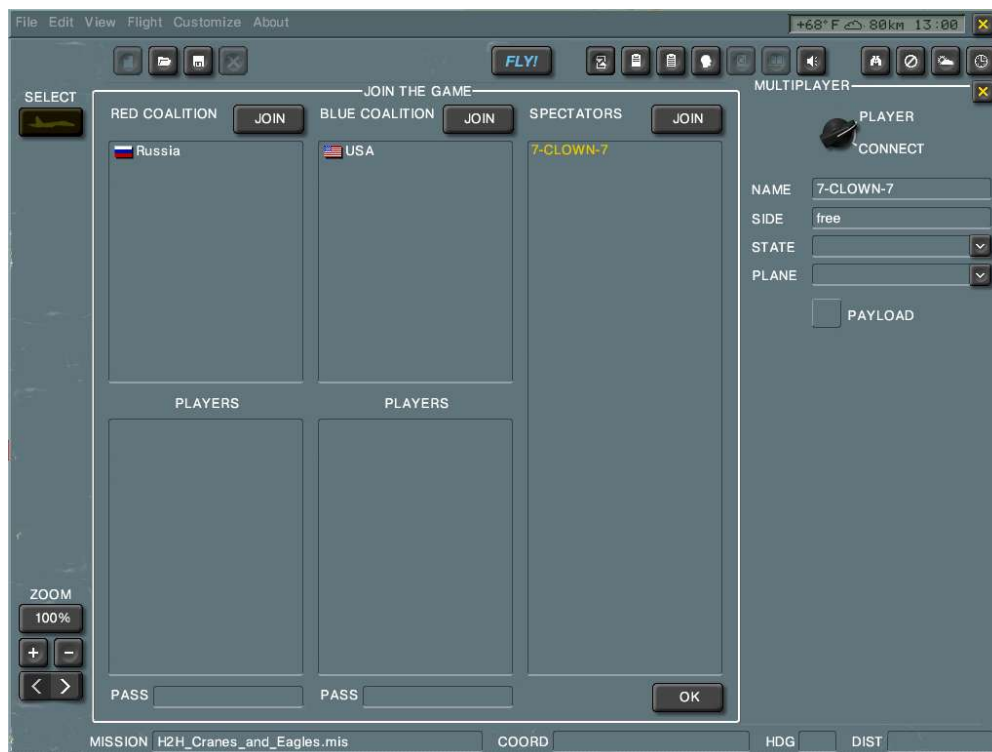 File Edit View Flight Customize About
+68°F 80km 13:00
FLY!
SELECT
JOIN THE GAME
MULTIPLAYER
RED COALITION JOIN BLUE COALITION JOIN SPECTATORS JOIN
PLAYER
CONNECT
Russia
USA
7-CLOWN-7
NAME 7-CLOWN-7
SIDE free
STATE
PLANE
PAYLOAD
PLAYERS PLAYERS
ZOOM
100%
+ -
< >
PASS PASS OK
MISSION H2H_Cranes_and_Eagles.mis COORD HDG DIST